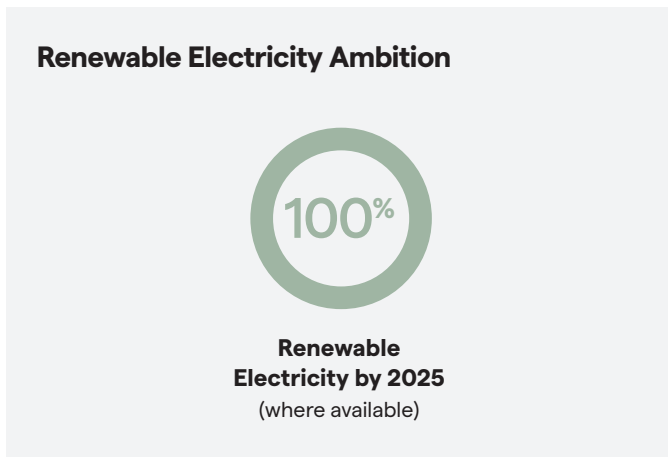 Renewable Electricity Ambition
100%
Renewable
Electricity by 2025
(where available)